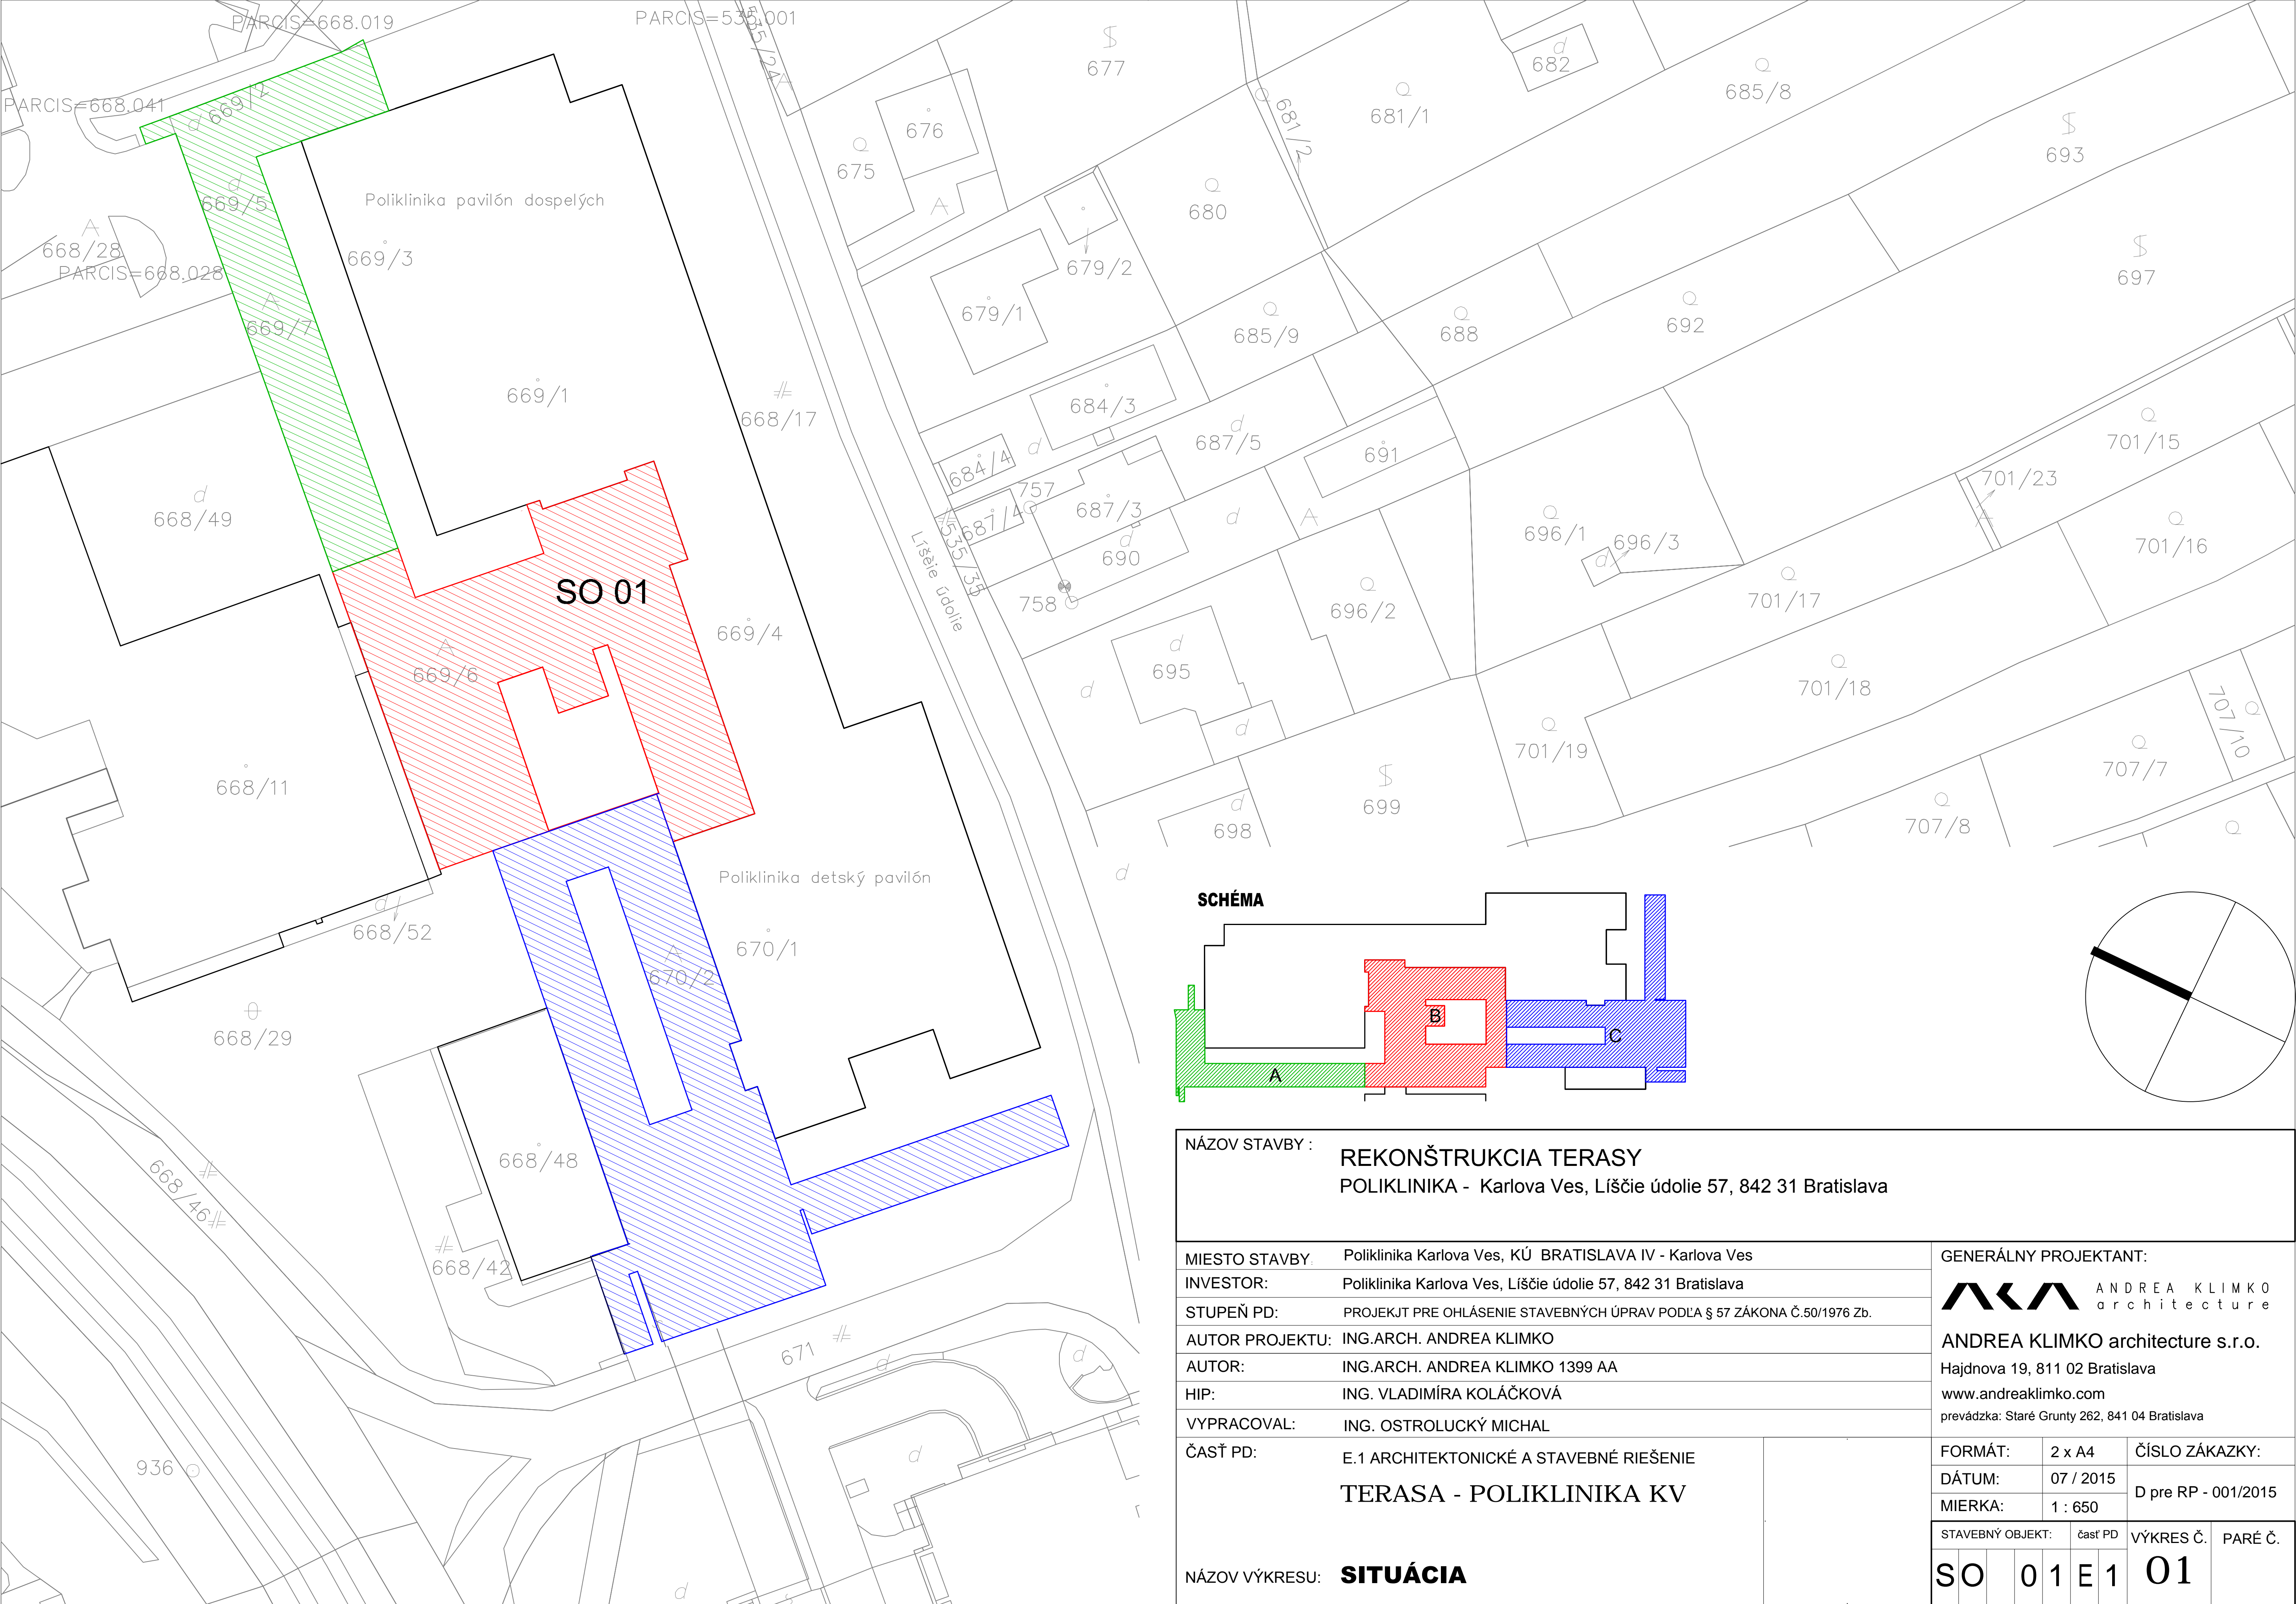 PARCIS=668.019
PARCIS=535.001
535/24
PARCIS=668.041
669/2
677
682
685/8
681/1
681/2
676
675
693
669/5
Poliklinika pavilón dospelých
680
668/28
669/3
PARCIS=668.028
679/2
697
669/7
679/1
685/9
688
692
669/1
668/17
684/3
687/5
691
701/15
684/4
757
701/23
668/49
687/4
687/3
535/35
Líščie údolie
690
696/1
696/3
701/16
SO 01
758
696/2
701/17
669/4
669/6
695
701/18
701/19
707/10
707/7
668/11
699
698
707/8
Poliklinika detský pavilón
SCHÉMA
668/52
670/1
670/2
668/29
A
B
C
668/48
668/46
668/42
671
936
NÁZOV STAVBY :
REKONŠTRUKCIA TERASY
POLIKLINIKA - Karlova Ves, Líščie údolie 57, 842 31 Bratislava
MIESTO STAVBY: Poliklinika Karlova Ves, KÚ BRATISLAVA IV - Karlova Ves
INVESTOR: Poliklinika Karlova Ves, Líščie údolie 57, 842 31 Bratislava
STUPEŇ PD: PROJEKJT PRE OHLÁSENIE STAVEBNÝCH ÚPRAV PODĽA § 57 ZÁKONA Č.50/1976 Zb.
AUTOR PROJEKTU: ING.ARCH. ANDREA KLIMKO
AUTOR: ING.ARCH. ANDREA KLIMKO 1399 AA
HIP: ING. VLADIMÍRA KOLÁČKOVÁ
VYPRACOVAL: ING. OSTROLUCKÝ MICHAL
ČASŤ PD: E.1 ARCHITEKTONICKÉ A STAVEBNÉ RIEŠENIE
TERASA - POLIKLINIKA KV
NÁZOV VÝKRESU: SITUÁCIA
GENERÁLNY PROJEKTANT:
ANDREA KLIMKO
architecture
ANDREA KLIMKO architecture s.r.o.
Hajdnova 19, 811 02 Bratislava
www.andreaklimko.com
prevádzka: Staré Grunty 262, 841 04 Bratislava
FORMÁT: 2 x A4 ČÍSLO ZÁKAZKY:
DÁTUM: 07 / 2015
D pre RP - 001/2015
MIERKA: 1 : 650
STAVEBNÝ OBJEKT: časť PD VÝKRES Č. PARÉ Č.
SO 01 E1 01